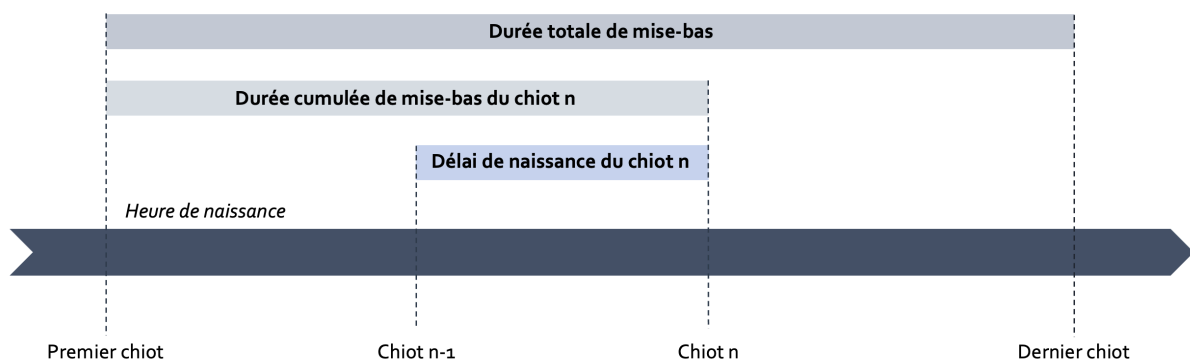 Durée totale de mise-bas
Durée cumulée de mise-bas du chiot n
Délai de naissance du chiot n
Heure de naissance
Premier chiot
Chiot n-1
Chiot n
Dernier chiot